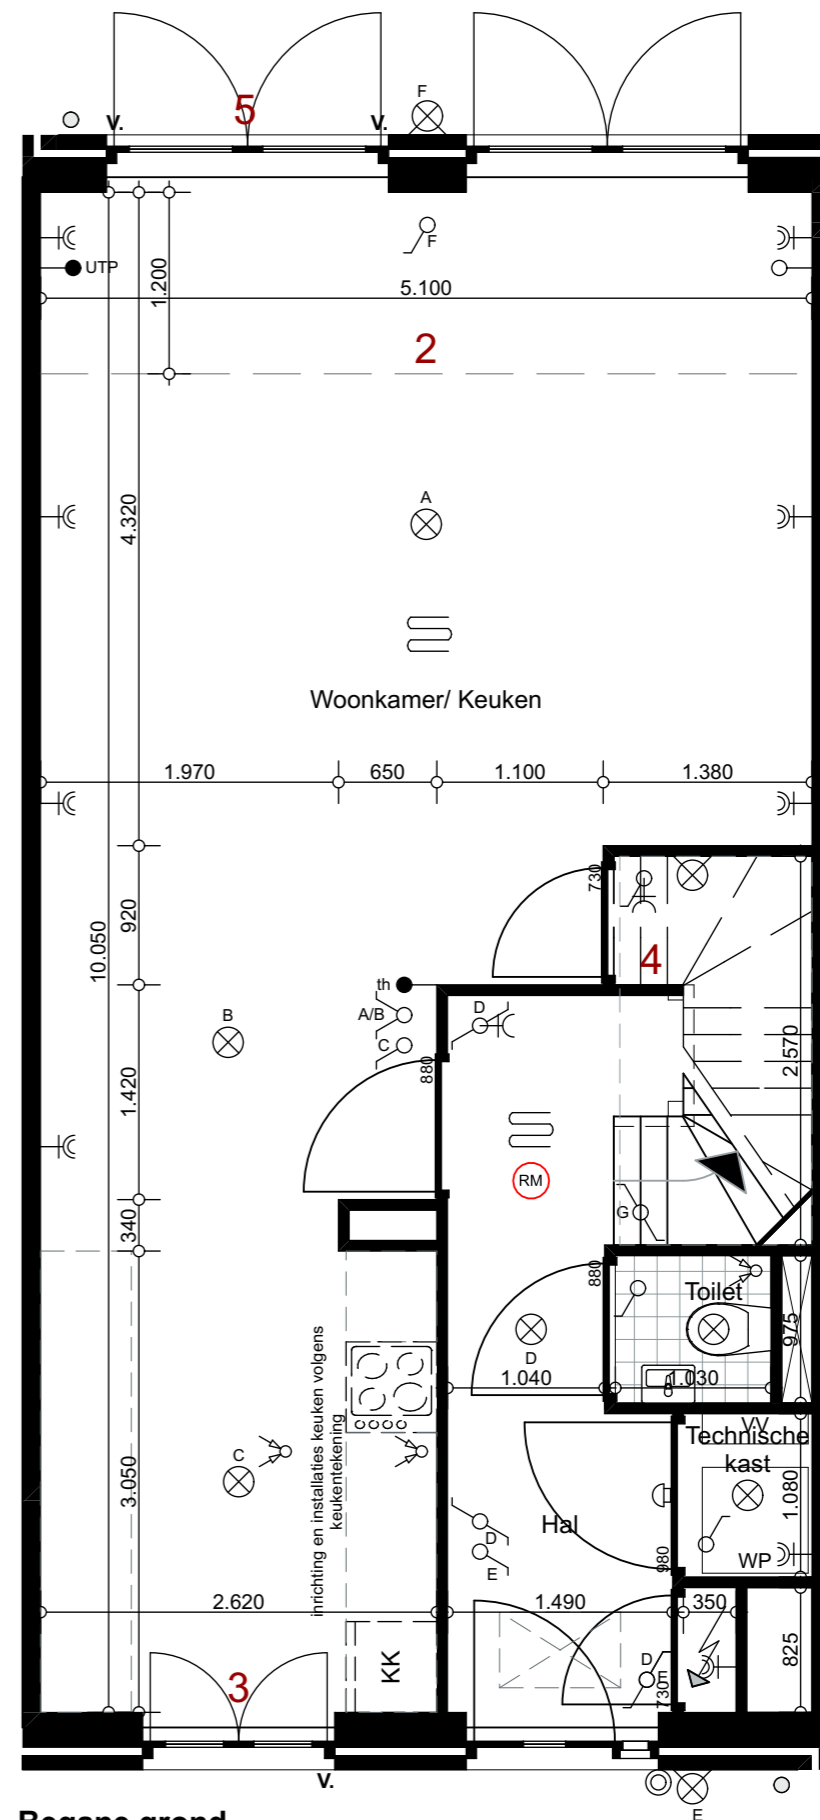 F
5
V.
V.
F
UTP
1.200
5.100
2
4.320
A
Woonkamer/ Keuken
1.970
650
1.100
1.380
730
920
10.050
4
th
A/B
D
B
C
880
2.570
1.420
RM
340
G
880
Toilet
975
D
1.040
1.030
inrichting en installaties keuken volgens
keukentekening
VV
Technische
kast
C
3.050
1.080
Hal
D
E
980
WP
2.620
1.490
350
KK
D
E
825
3
730
V.
E
Begane grond